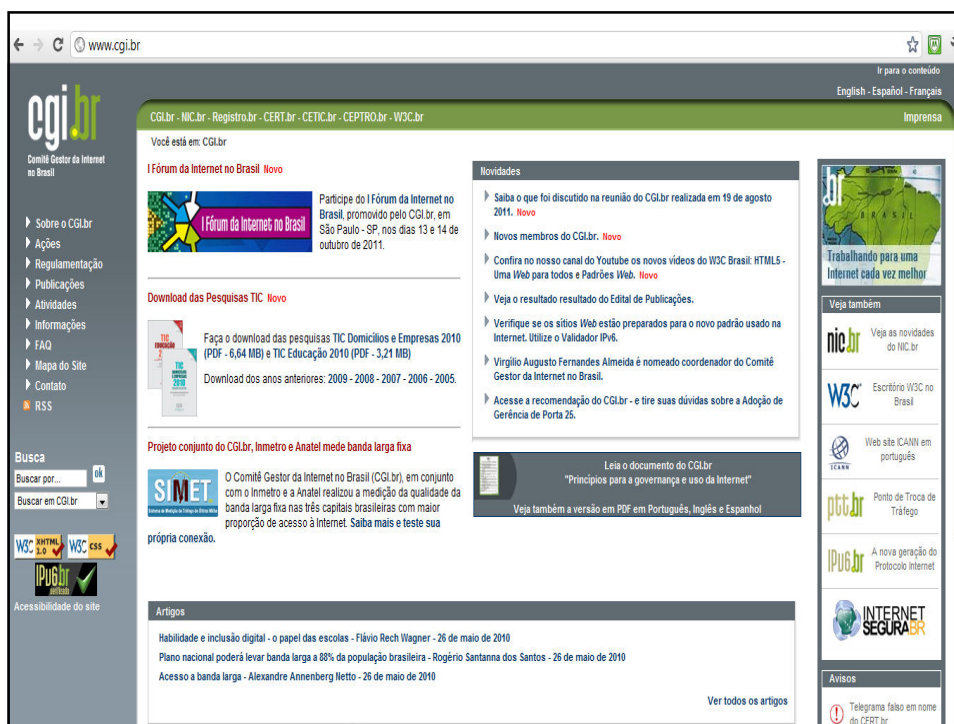 www.cgi.br
Ir para o conteúdo
English - Español - Français
cgi.br
Comitê Gestor da Internet
no Brasil
CGI.br - NIC.br - Registro.br - CERT.br - CETIC.br - CEPTRO.br - W3C.br
Imprensa
Você está em: CGI.br
Sobre o CGI.br
Ações
Regulamentação
Publicações
Atividades
Informações
FAQ
Mapa do Site
Contato
RSS
Busca
Buscar por...
ok
Buscar em CGI.br
W3C XHTML 1.0
W3C css
IPv6.br
Acessibilidade do site
I Fórum da Internet no Brasil Novo
I Fórum da Internet no Brasil
Participe do I Fórum da Internet no
Brasil, promovido pelo CGI.br, em
São Paulo - SP, nos dias 13 e 14 de
outubro de 2011.
Download das Pesquisas TIC Novo
TIC
EDUCAÇÃO
TIC
2010
Faça o download das pesquisas TIC Domicílios e Empresas 2010
(PDF - 6,64 MB) e TIC Educação 2010 (PDF - 3,21 MB)
Download dos anos anteriores: 2009 - 2008 - 2007 - 2006 - 2005.
Projeto conjunto do CGI.br, Inmetro e Anatel mede banda larga fixa
SIMET
Sistema de Medição de Tráfego de Última Milha
O Comitê Gestor da Internet no Brasil (CGI.br), em conjunto
com o Inmetro e a Anatel realizou a medição da qualidade da
banda larga fixa nas três capitais brasileiras com maior
proporção de acesso à Internet. Saiba mais e teste sua
própria conexão.
Novidades
Saiba o que foi discutido na reunião do CGI.br realizada em 19 de agosto
2011. Novo
Novos membros do CGI.br. Novo
Confira no nosso canal do Youtube os novos vídeos do W3C Brasil: HTML5 -
Uma Web para todos e Padrões Web. Novo
Veja o resultado resultado do Edital de Publicações.
Verifique se os sítios Web estão preparados para o novo padrão usado na
Internet. Utilize o Validador IPv6.
Virgílio Augusto Fernandes Almeida é nomeado coordenador do Comitê
Gestor da Internet no Brasil.
Acesse a recomendação do CGI.br - e tire suas dúvidas sobre a Adoção de
Gerência de Porta 25.
Leia o documento do CGI.br
"Princípios para a governança e uso da Internet"
Veja também a versão em PDF em Português, Inglês e Espanhol
Artigos
Habilidade e inclusão digital - o papel das escolas - Flávio Rech Wagner - 26 de maio de 2010
Plano nacional poderá levar banda larga a 88% da população brasileira - Rogério Santanna dos Santos - 26 de maio de 2010
Acesso a banda larga - Alexandre Annenberg Netto - 26 de maio de 2010
Ver todos os artigos
.br
BRASIL
Trabalhando para uma
Internet cada vez melhor
Veja também
nic.br
Veja as novidades
do NIC.br
W3C
Escritório W3C no
Brasil
ICANN
Web site ICANN em
português
ptt.br
Ponto de Troca de
Tráfego
IPv6.br
A nova geração do
Protocolo Internet
INTERNET
SEGURABR
Avisos
Telegrama falso em nome
do CERT.br